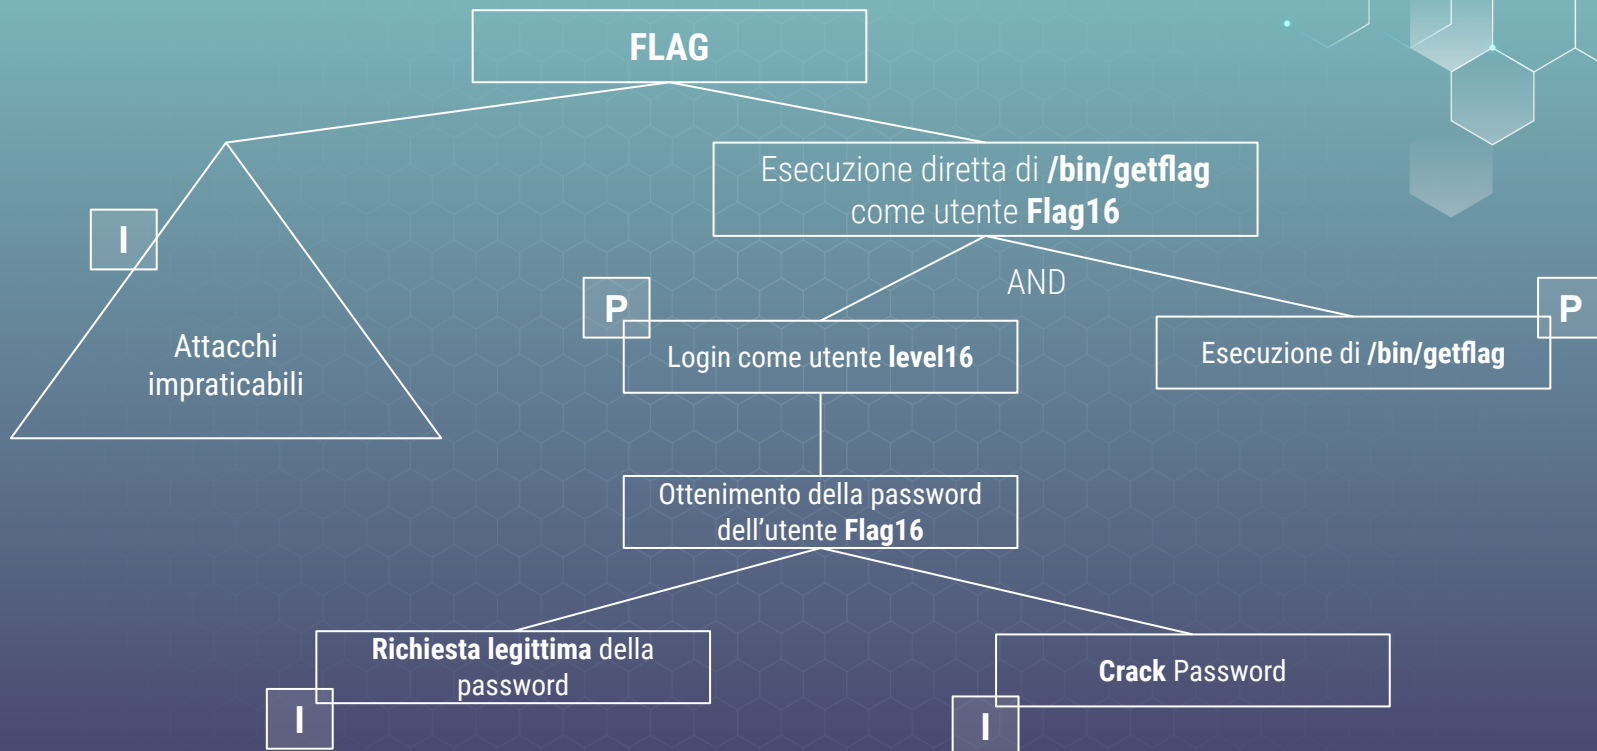 FLAG
Esecuzione diretta di /bin/getflag
come utente Flag16
I
AND
P
P
Login come utente level16
Esecuzione di /bin/getflag
Attacchi
impraticabili
Ottenimento della password
dell’utente Flag16
Richiesta legittima della
password
Crack Password
I
I